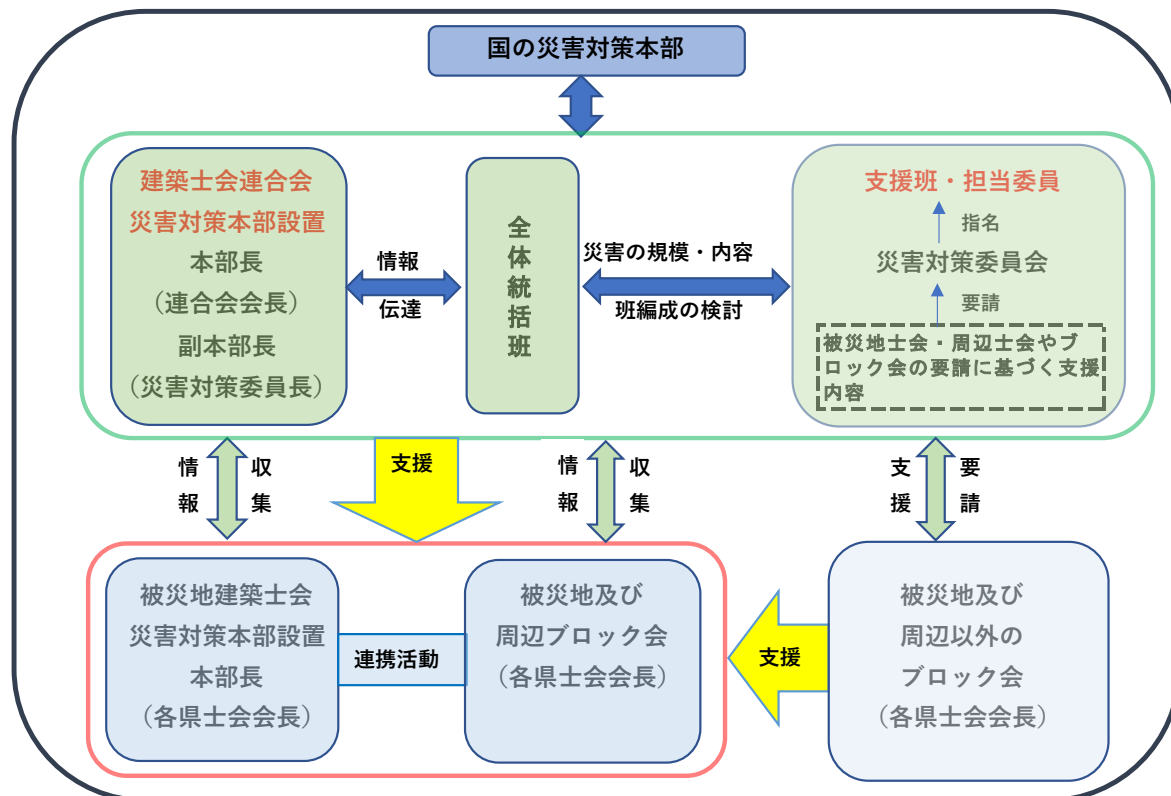 国の災害対策本部
建築士会連合会
災害対策本部設置
本部長
（連合会会長）
副本部長
（災害対策委員長）
情報
伝達
全体統括班
災害の規模・内容
班編成の検討
支援班・担当委員
指名
災害対策委員会
要請
被災地士会・周辺士会やブ
ロック会の要請に基づく支援
内容
情報
収集
支援
情報
収集
支援
要請
被災地建築士会
災害対策本部設置
本部長
（各県士会会長）
連携活動
被災地及び
周辺ブロック会
（各県士会会長）
支援
被災地及び
周辺以外の
ブロック会
（各県士会会長）